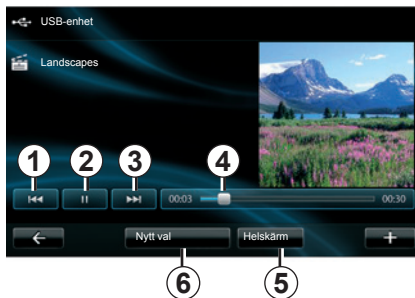 USB-enhet
Landscapes
1 2 3 4
00:03 00:30
Nytt val Helskärm
6 5